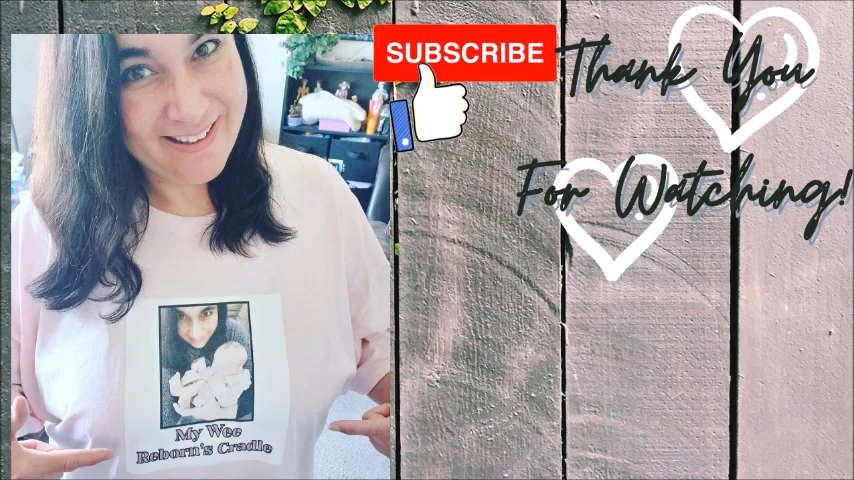 SUBSCRIBE
Thank You
For Watching!
My Wee
Reborn's Cradle